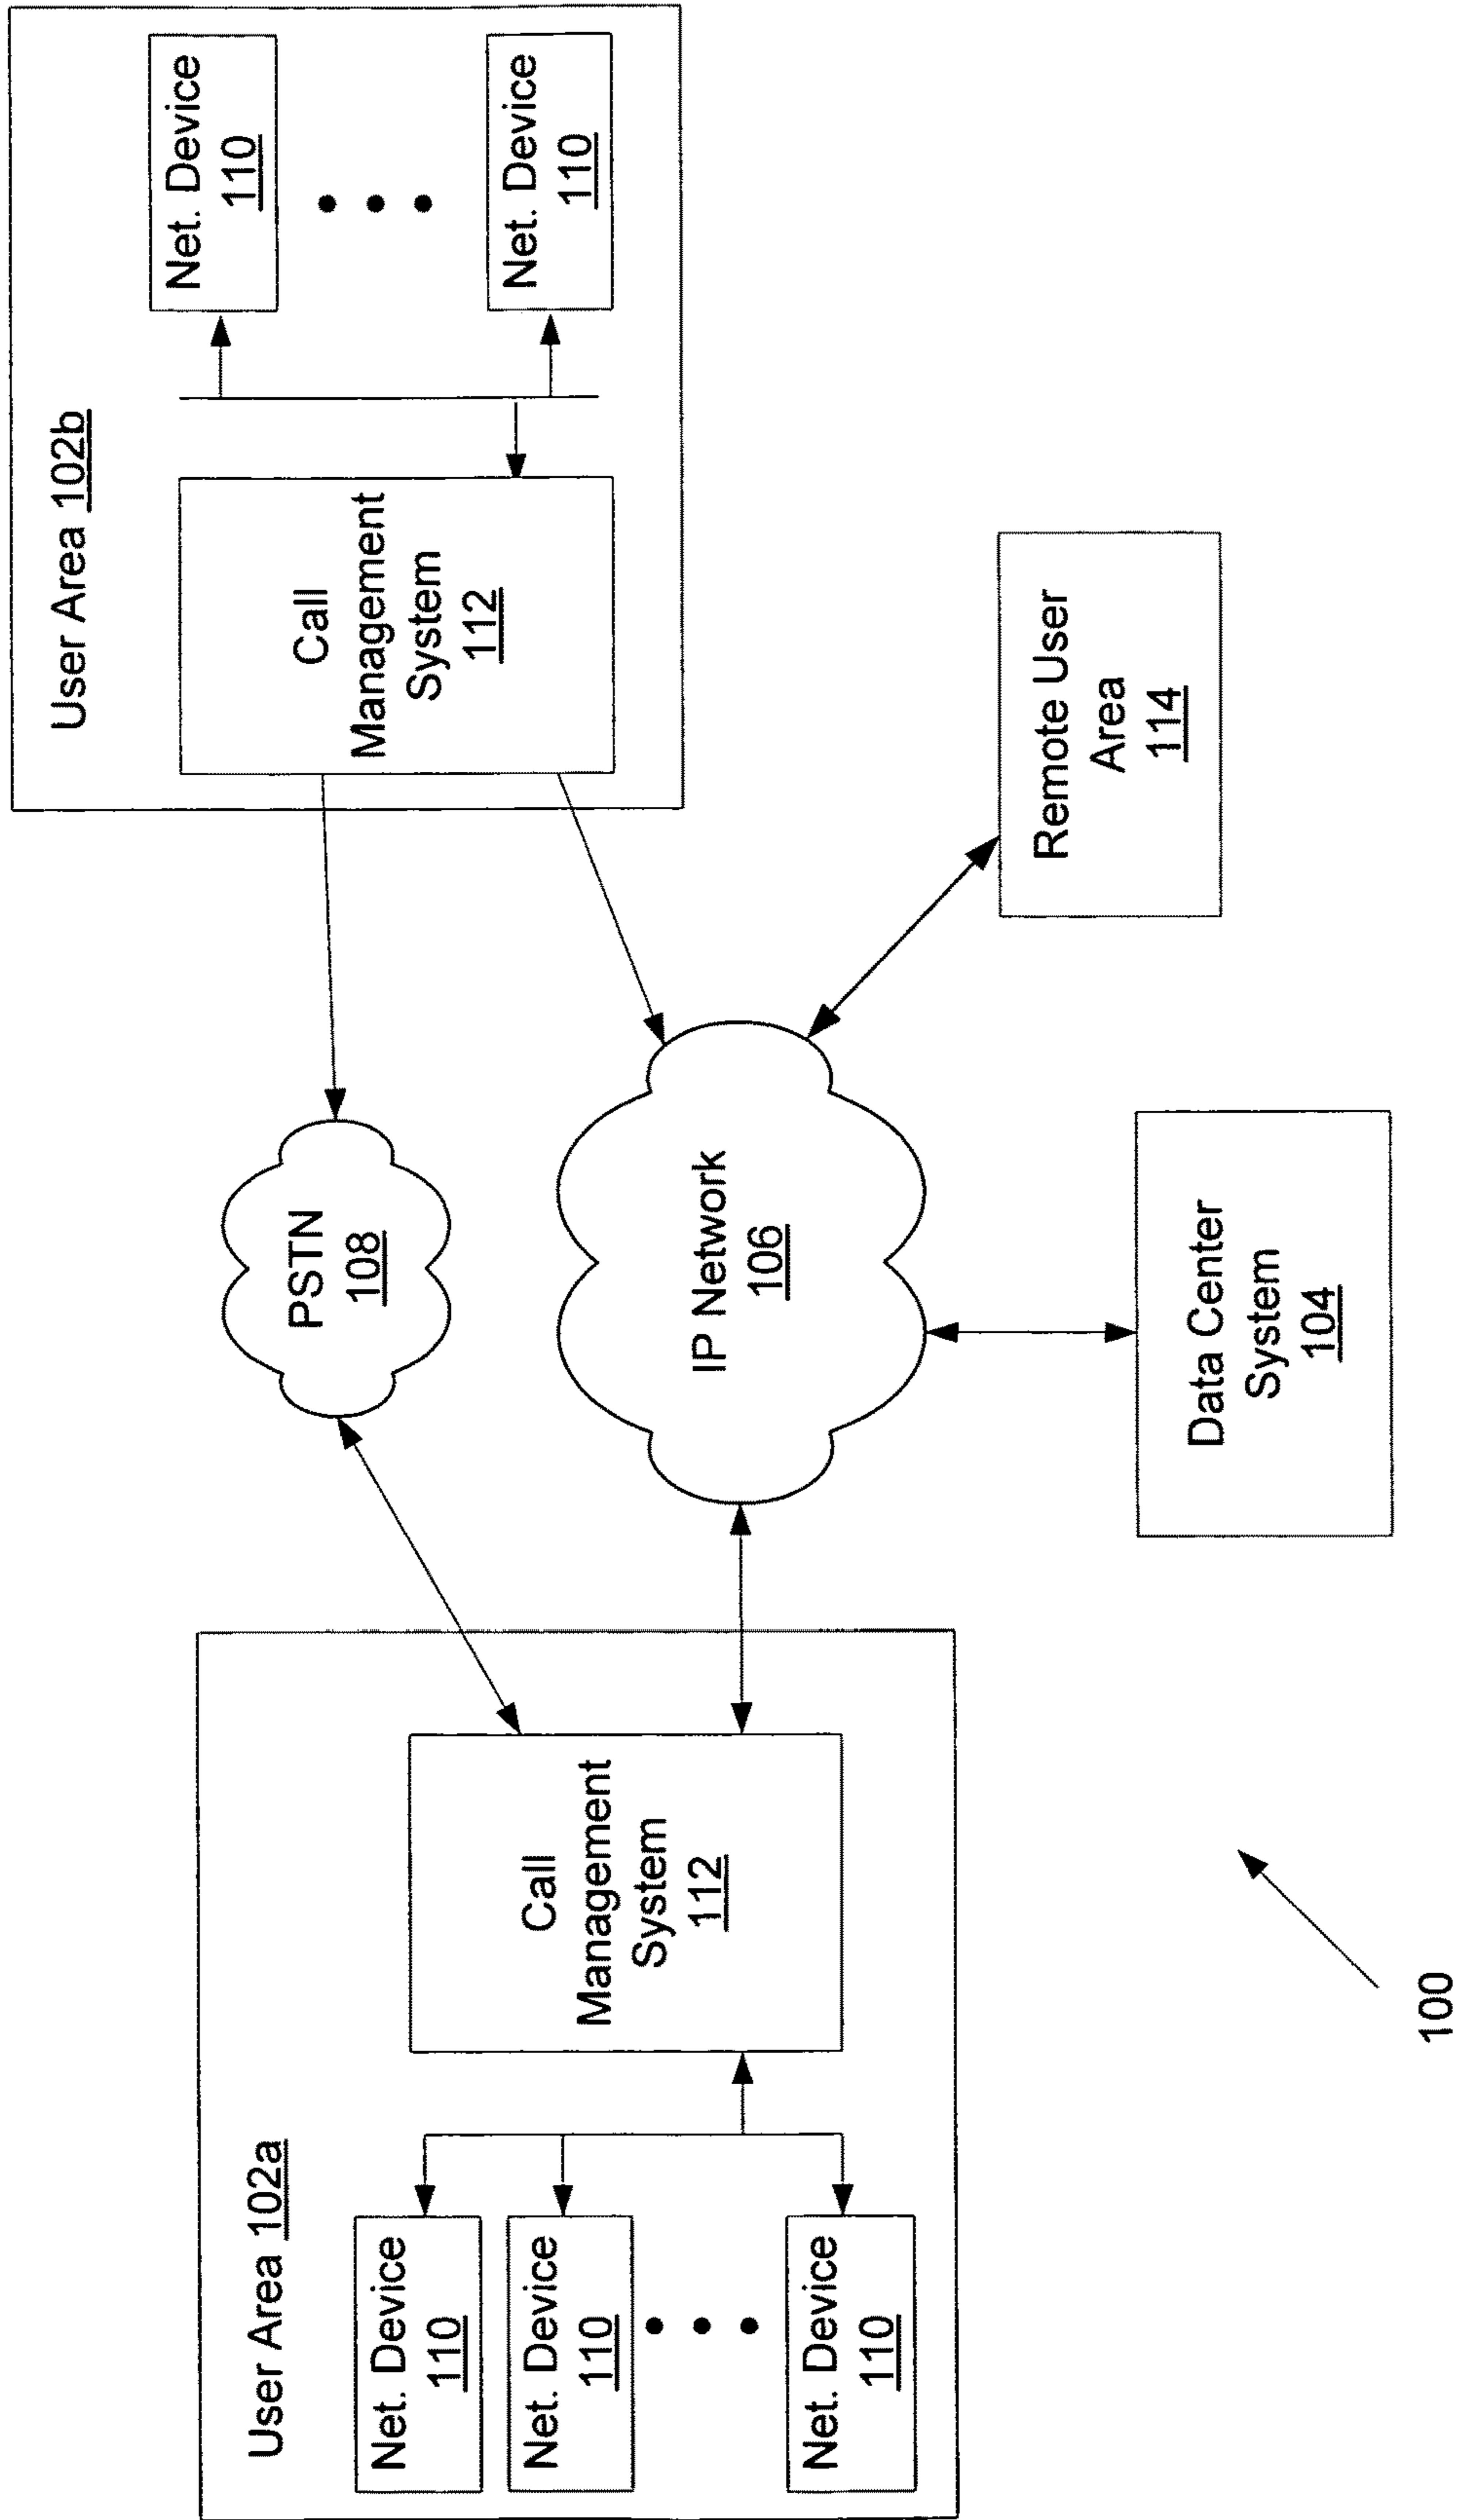 User Area 102a
Net. Device
110
Net. Device
110
Net. Device
110
Call
Management
System
112
PSTN
108
IP Network
106
Data Center
System
104
User Area 102b
Call
Management
System
112
Net. Device
110
Net. Device
110
Remote User
Area
114
100